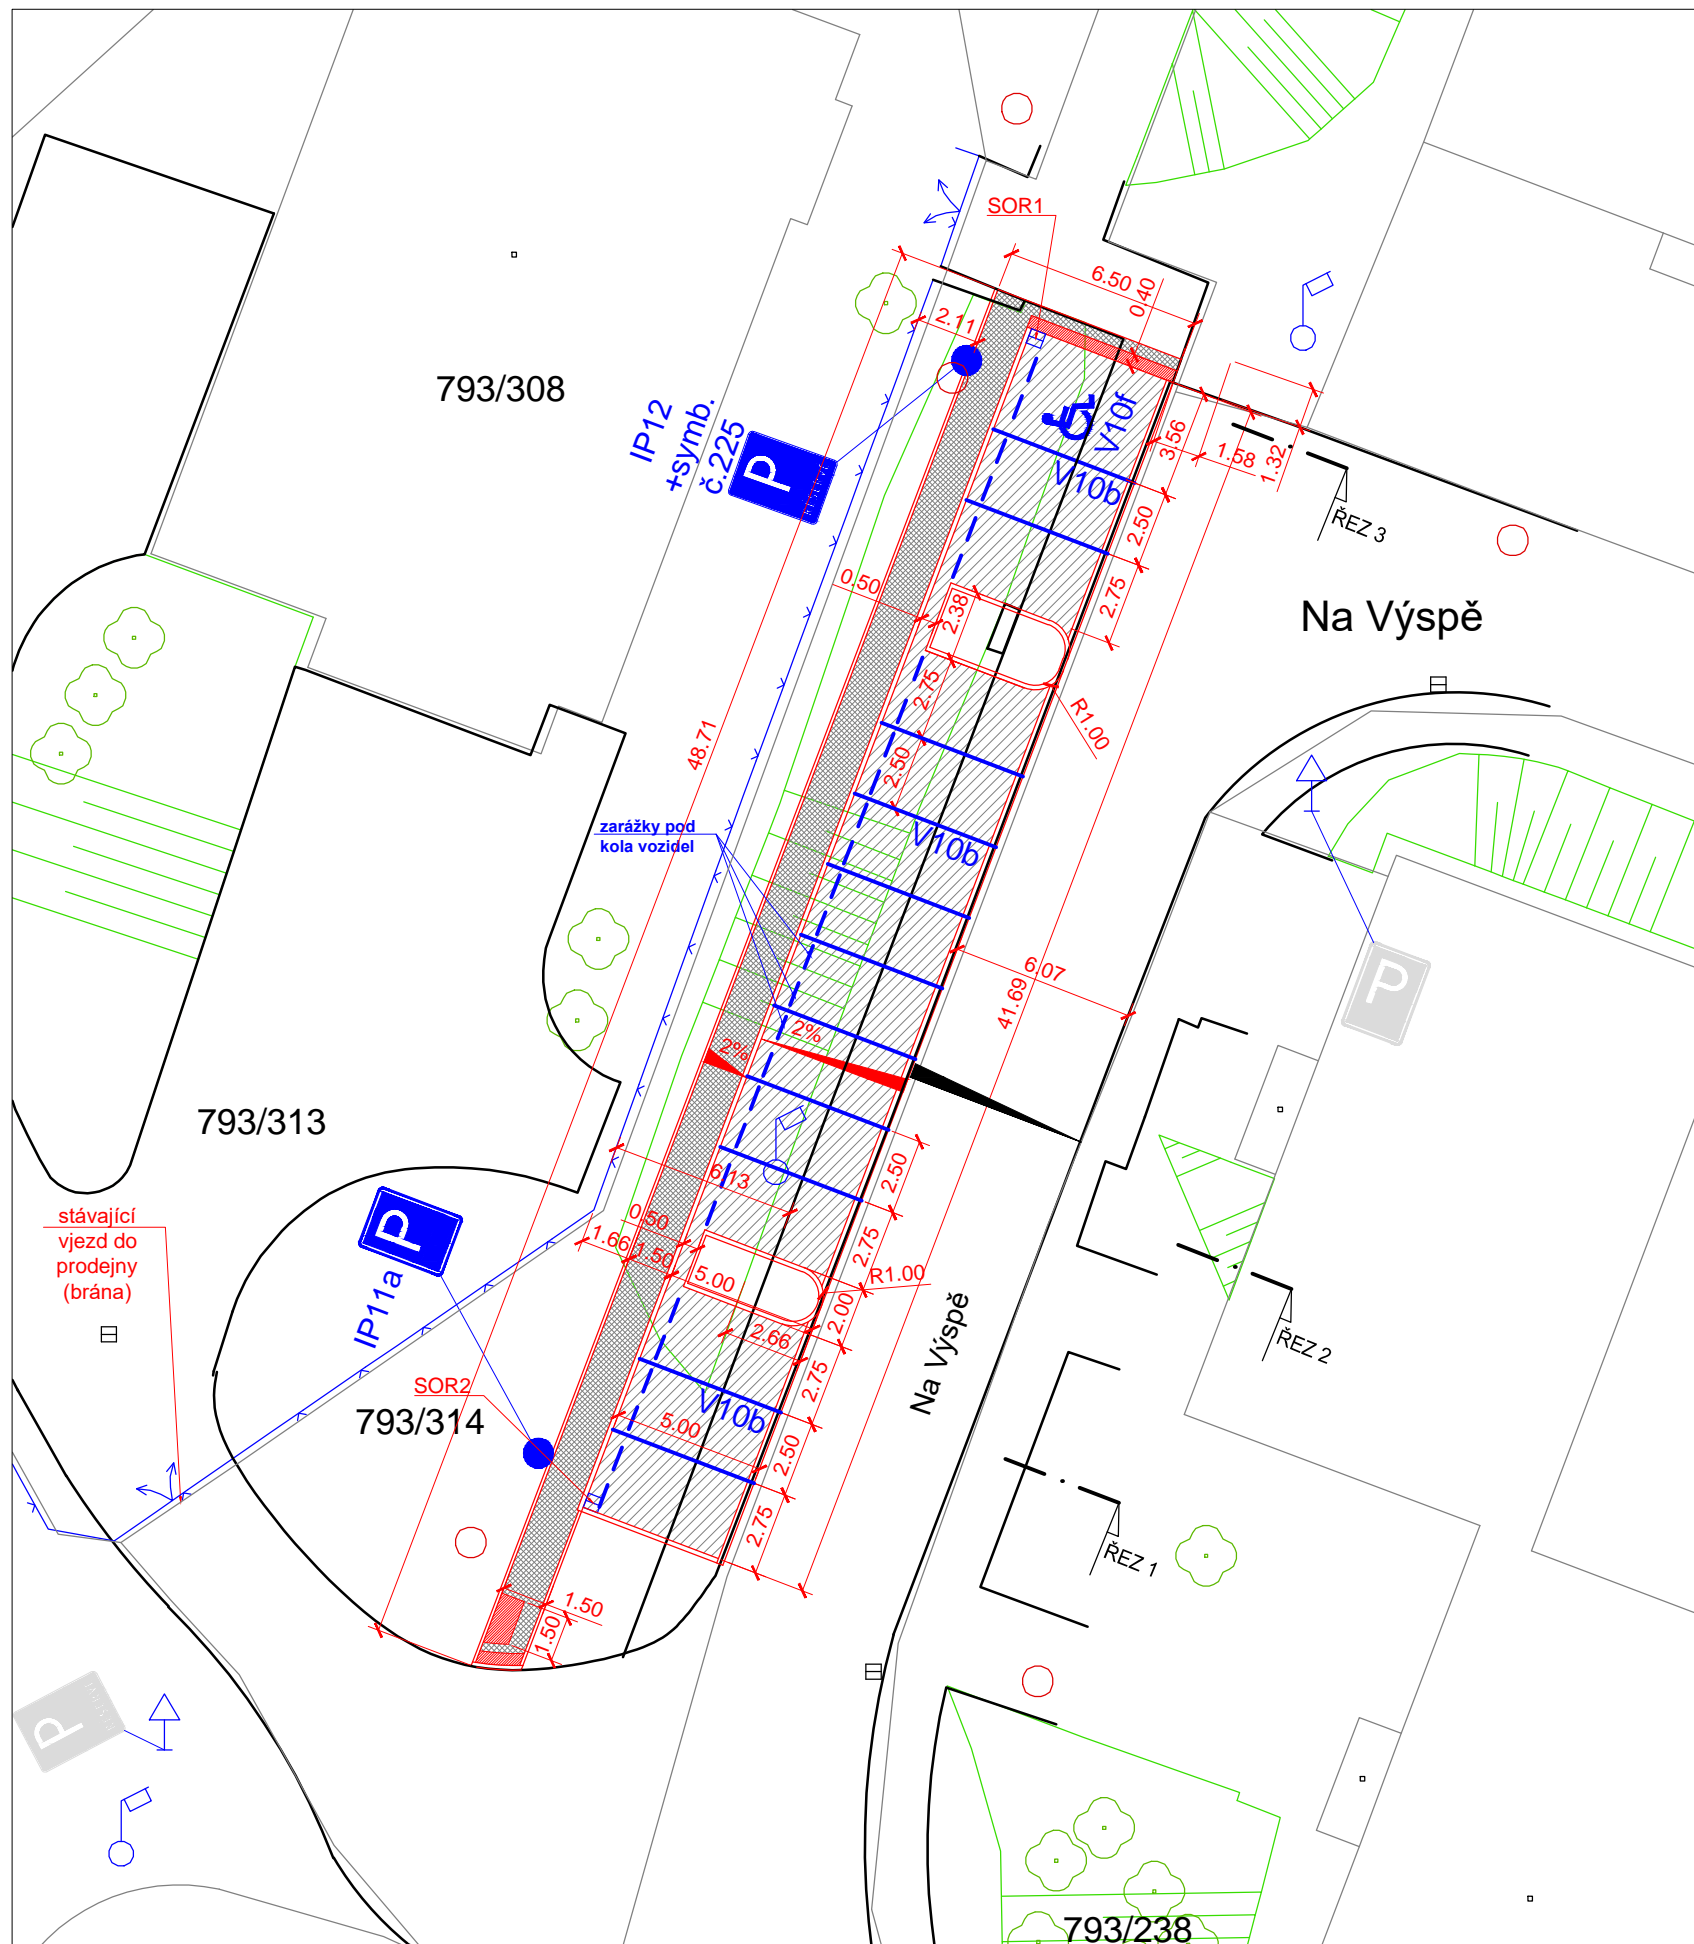 SOR1
6.50
0.40
2.11
793/308
IP12
+symb.
č.225
P
V10f
V10b
3.56
1.58
1.32
ŘEZ 3
2.50
2.75
Na Výspě
0.50
2.38
2.75
R1.00
48.71
2.50
zarážky pod
kola vozidel
V10b
6.07
41.69
P
2%
2%
793/313
2.50
6.13
0.50
1.66
1.50
2.75
5.00
R1.00
2.00
stávající
vjezd do
prodejny
(brána)
P
IP11a
2.66
2.75
Na Výspě
ŘEZ 2
SOR2
793/314
V10b
5.00
2.50
2.75
ŘEZ 1
1.50
1.50
P
793/238